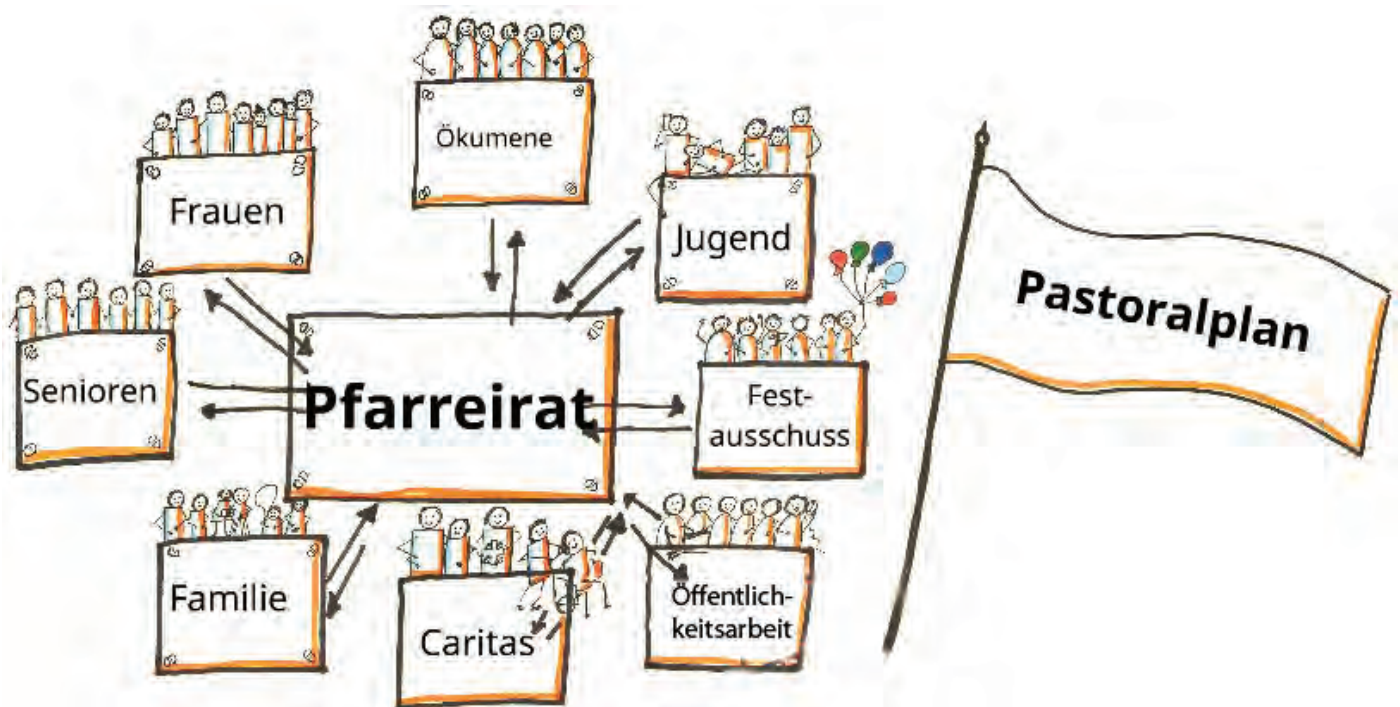 Ökumene
Frauen
Jugend
Pastoralplan
Senioren
Pfarreirat
Fest-
ausschuss
Familie
Caritas
Öffentlich-
keitsarbeit